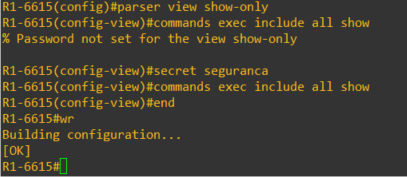 R1-6615(config)#parser view show-only
R1-6615(config-view)#commands exec include all show
% Password not set for the view show-only
R1-6615(config-view)#secret seguranca
R1-6615(config-view)#commands exec include all show
R1-6615(config-view)#end
R1-6615#wr
Building configuration...
[OK]
R1-6615#